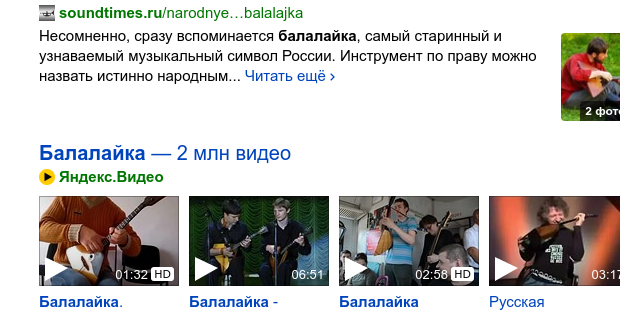 soundtimes.ru/narodnye…balalajka
Несомненно, сразу вспоминается балалайка, самый старинный и
узнаваемый музыкальный символ России. Инструмент по праву можно
назвать истинно народным... Читать ещё ›
2 фото
Балалайка — 2 млн видео
Яндекс.Видео
01:32 HD
06:51
02:58 HD
03:17
Балалайка.
Балалайка -
Балалайка
Русская